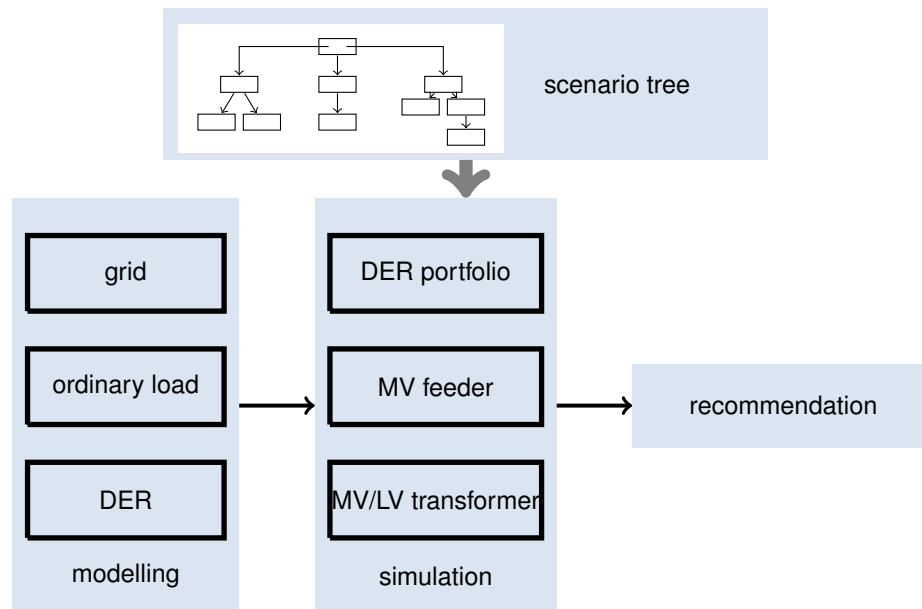 scenario tree
grid
ordinary load
DER
modelling
DER portfolio
MV feeder
MV/LV transformer
simulation
recommendation